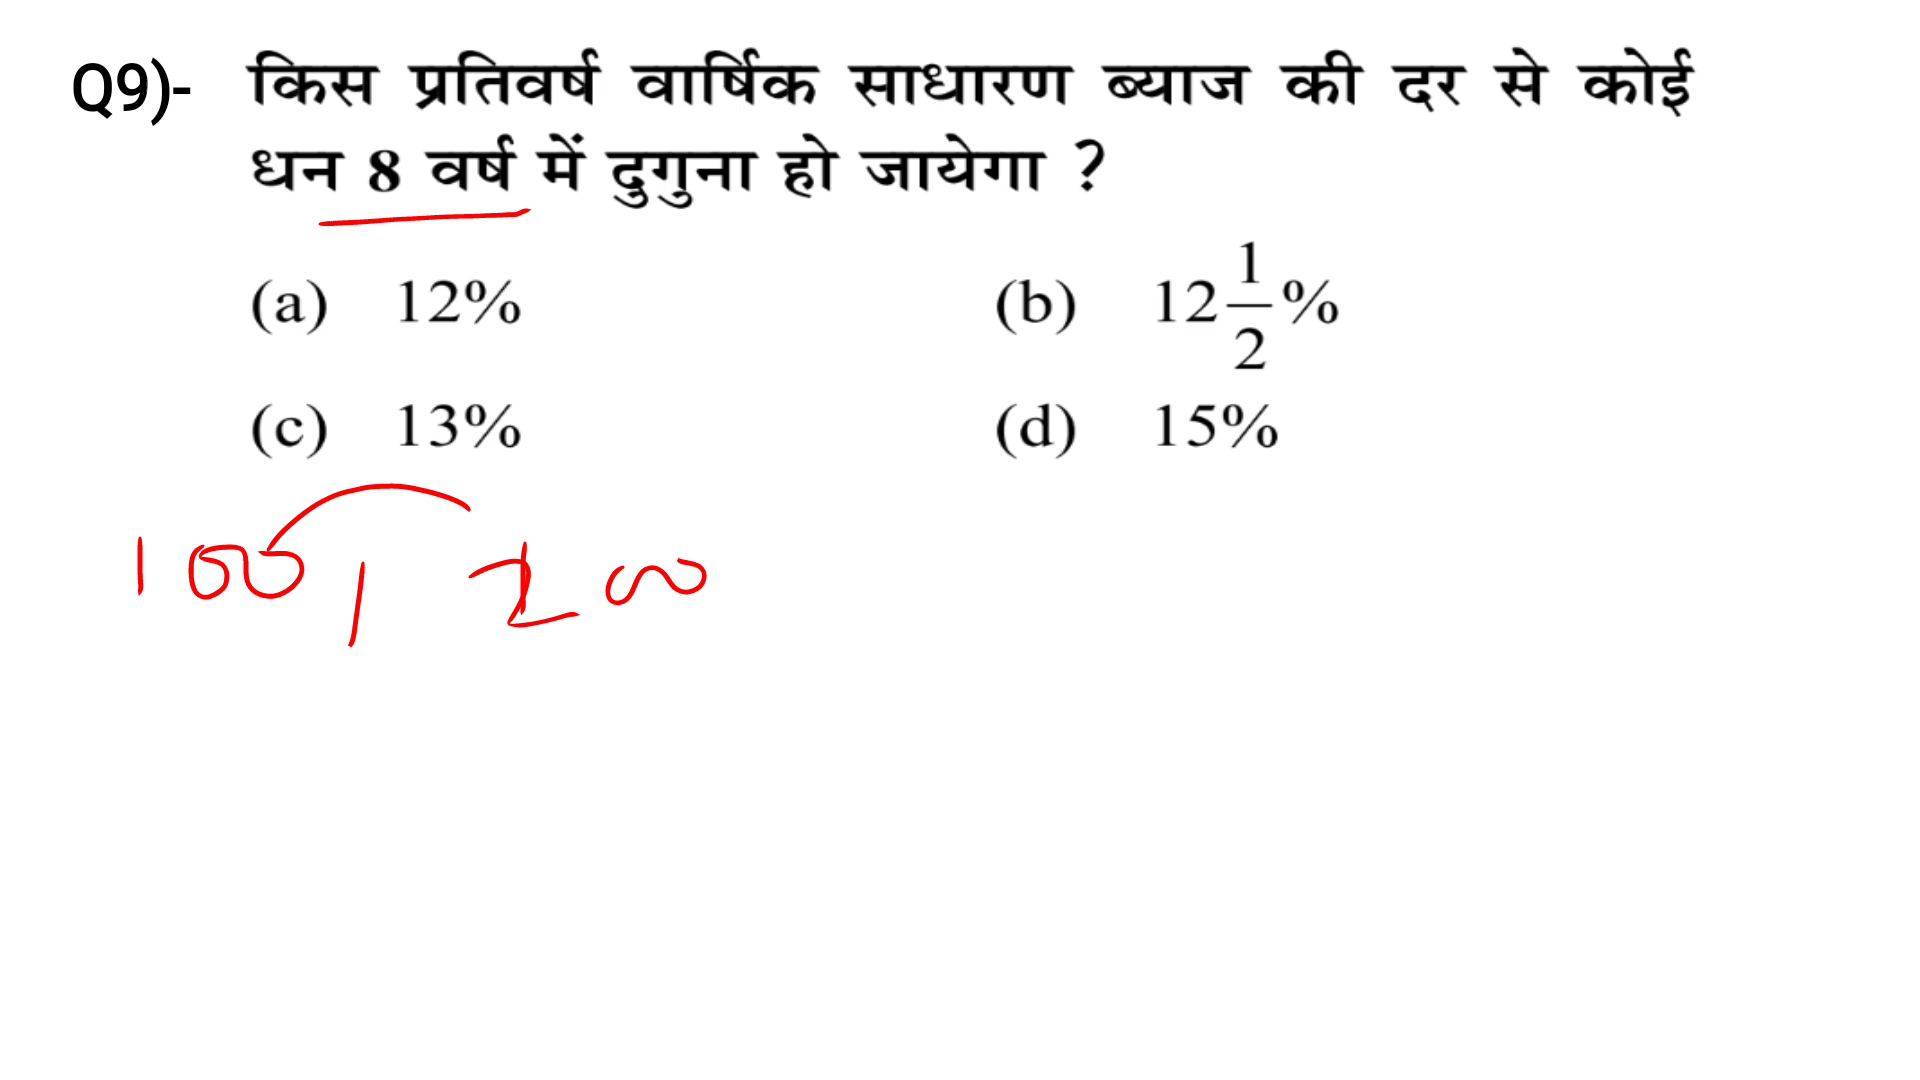 Q9)- किस प्रतिवर्ष वार्षिक साधारण ब्याज की दर से कोई
धन 8 वर्ष में दुगुना हो जायेगा ?
(a) 12% (b) 12 1/2 %
(c) 13% (d) 15%
100, 200